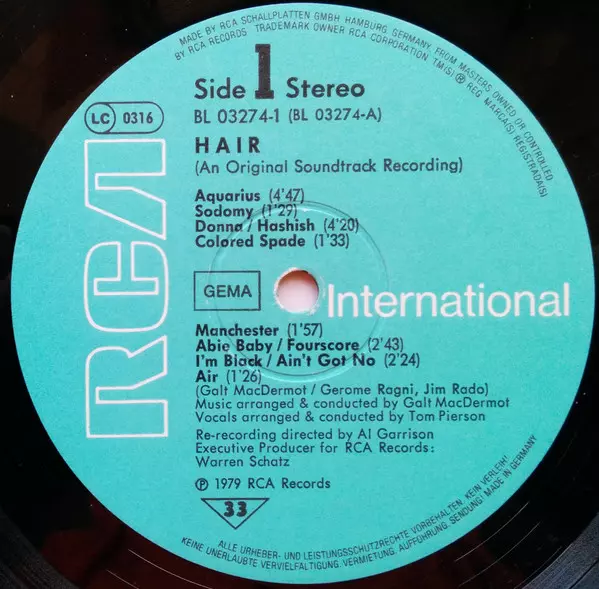 MADE BY RCA SCHALLPLATTEN GMBH HAMBURG, GERMANY, FROM MASTERS OWNED OR CONTROLLED
BY RCA RECORDS TRADEMARK OWNER RCA CORPORATION TM(S) ® REG MARCA(S) REGISTRADA(S)
Side 1 Stereo
BL 03274-1 (BL 03274-A)
LC 0316
HAIR
(An Original Soundtrack Recording)
Aquarius (4'47)
Sodomy (1'29)
Donna / Hashish (4'20)
Colored Spade (1'33)
RCA
GEMA
International
Manchester (1'57)
Abie Baby / Fourscore (2'43)
I'm Black / Ain't Got No (2'24)
Air (1'26)
(Galt MacDermot / Gerome Ragni, Jim Rado)
Music arranged & conducted by Galt MacDermot
Vocals arranged & conducted by Tom Pierson
Re-recording directed by Al Garrison
Executive Producer for RCA Records:
Warren Schatz
℗ 1979 RCA Records
33
ALLE URHEBER- UND LEISTUNGSSCHUTZRECHTE VORBEHALTEN. KEIN VERLEIH!
KEINE UNERLAUBTE VERVIELFÄLTIGUNG, VERMIETUNG, AUFFÜHRUNG, SENDUNG! MADE IN GERMANY